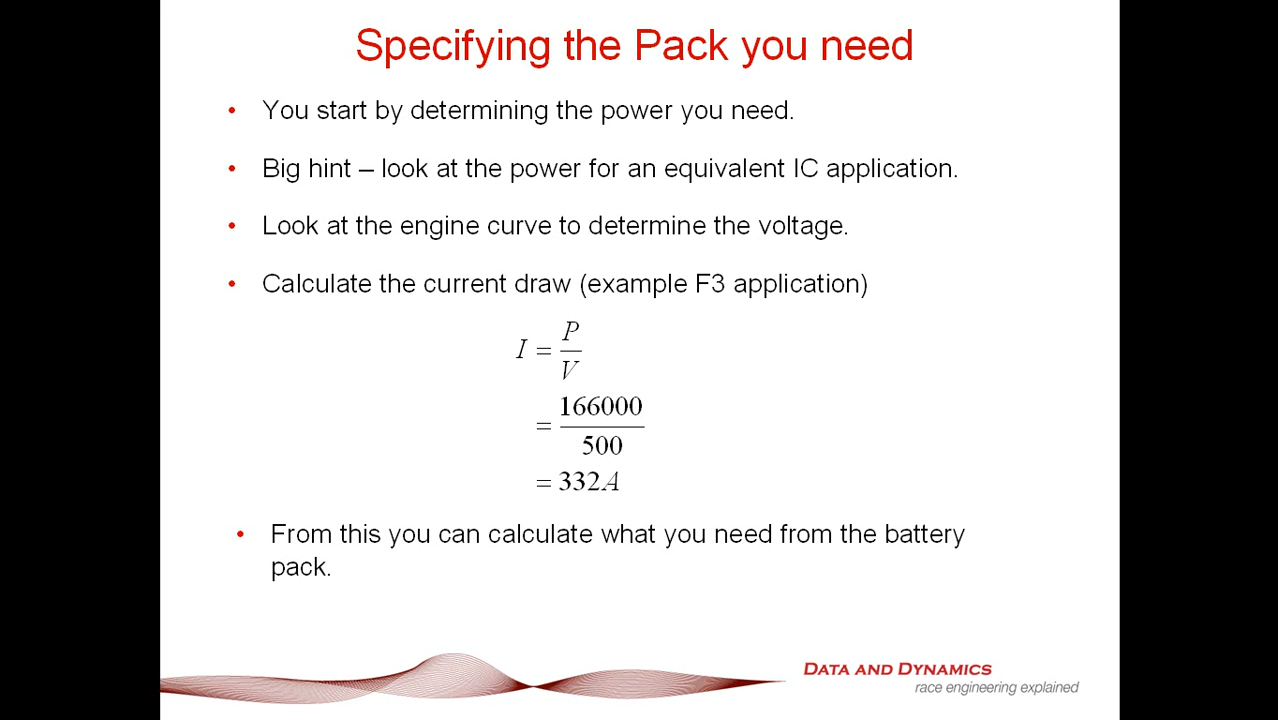 Specifying the Pack you need
• You start by determining the power you need.
• Big hint – look at the power for an equivalent IC application.
• Look at the engine curve to determine the voltage.
• Calculate the current draw (example F3 application)
I = P/V
= 166000/500
= 332A
• From this you can calculate what you need from the battery
pack.
DATA AND DYNAMICS
race engineering explained